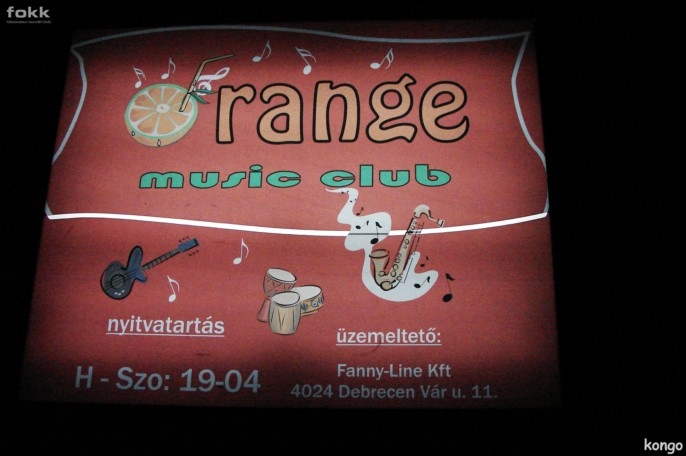 fokk
Orange
music club
nyitvatartás
H - Szo: 19-04
üzemeltető:
Fanny-Line Kft
4024 Debrecen Vár u. 11.
kongo